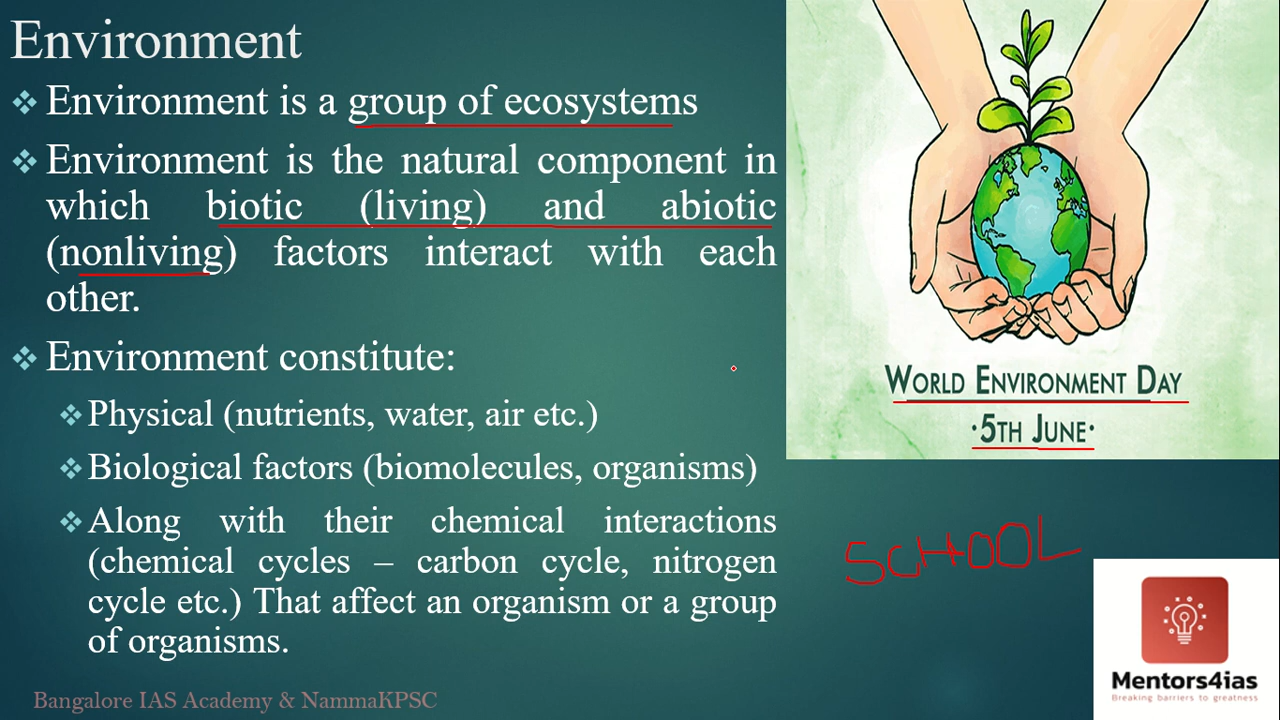 Environment
Environment is a group of ecosystems
Environment is the natural component in
which biotic (living) and abiotic
(nonliving) factors interact with each
other.
Environment constitute:
Physical (nutrients, water, air etc.)
Biological factors (biomolecules, organisms)
Along with their chemical interactions
(chemical cycles – carbon cycle, nitrogen
cycle etc.) That affect an organism or a group
of organisms.
Bangalore IAS Academy & NammaKPSC
WORLD ENVIRONMENT DAY
·5TH JUNE·
SCHOOL
Mentors4ias
Breaking barriers to greatness